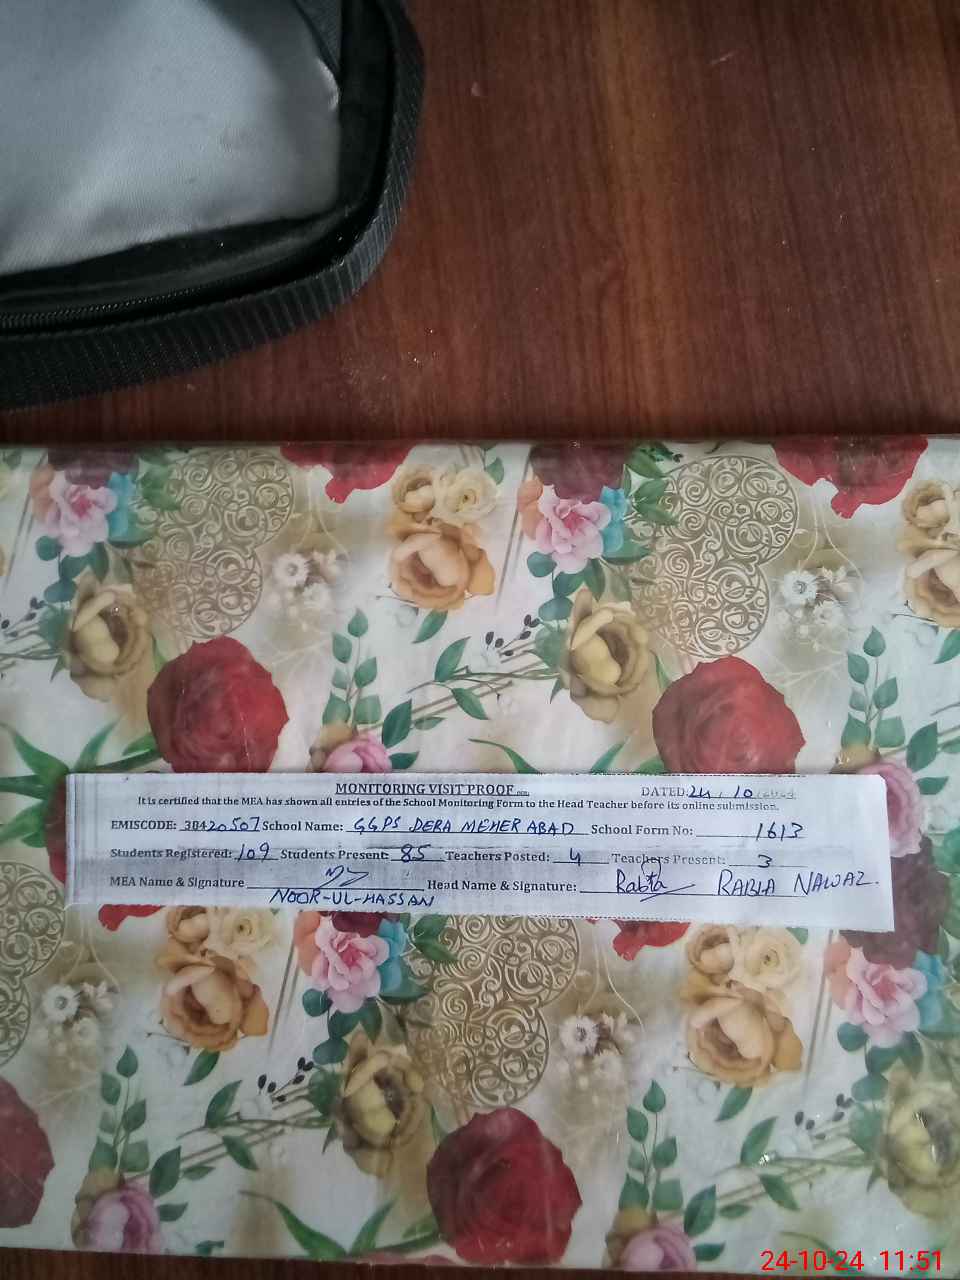 MONITORING VISIT PROOF DATED: 24 / 10 /2024
It is certified that the MEA has shown all entries of the School Monitoring Form to the Head Teacher before its online submission.
EMISCODE: 38420507 School Name: GGPS DERA MEHER ABAD School Form No: 1613
Students Registered: 109 Students Present: 85 Teachers Posted: 4 Teachers Present: 3
MEA Name & Signature Head Name & Signature: Rabia RABIA NAWAZ.
NOOR-UL-HASSAN
24-10-24 11:51